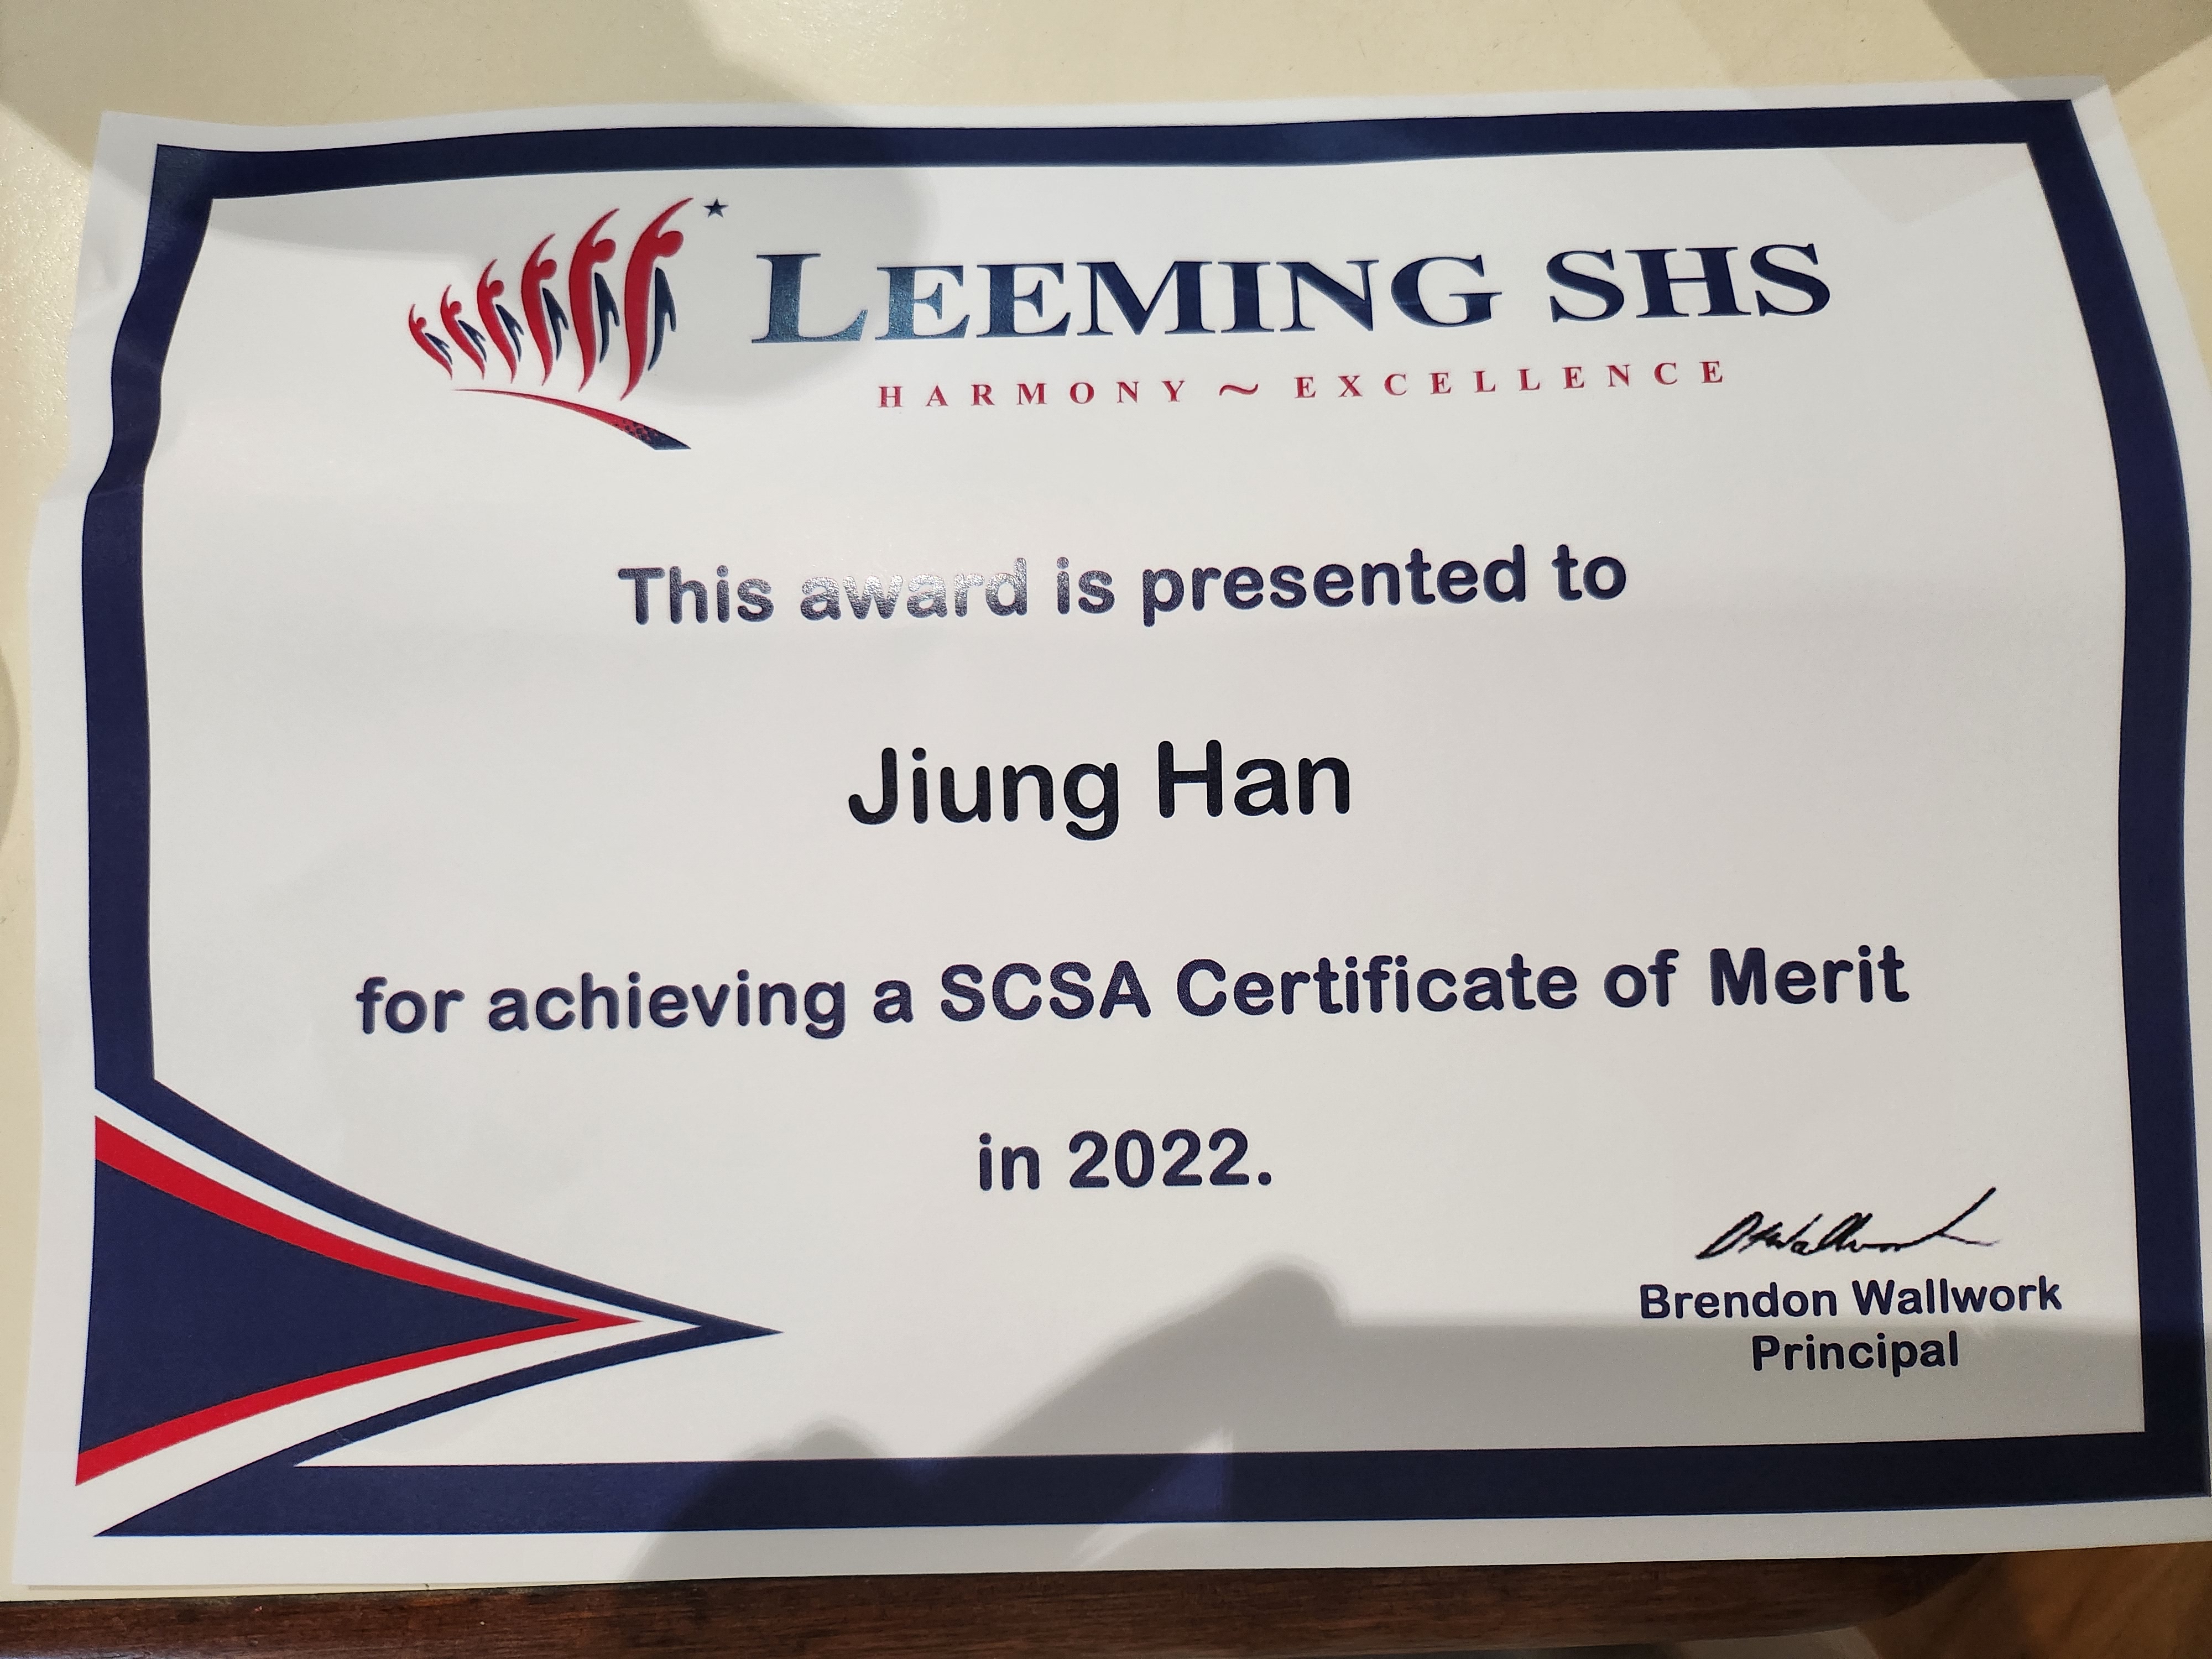 LEEMING SHS
HARMONY ~ EXCELLENCE
This award is presented to
Jiung Han
for achieving a SCSA Certificate of Merit
in 2022.
Brendon Wallwork
Principal